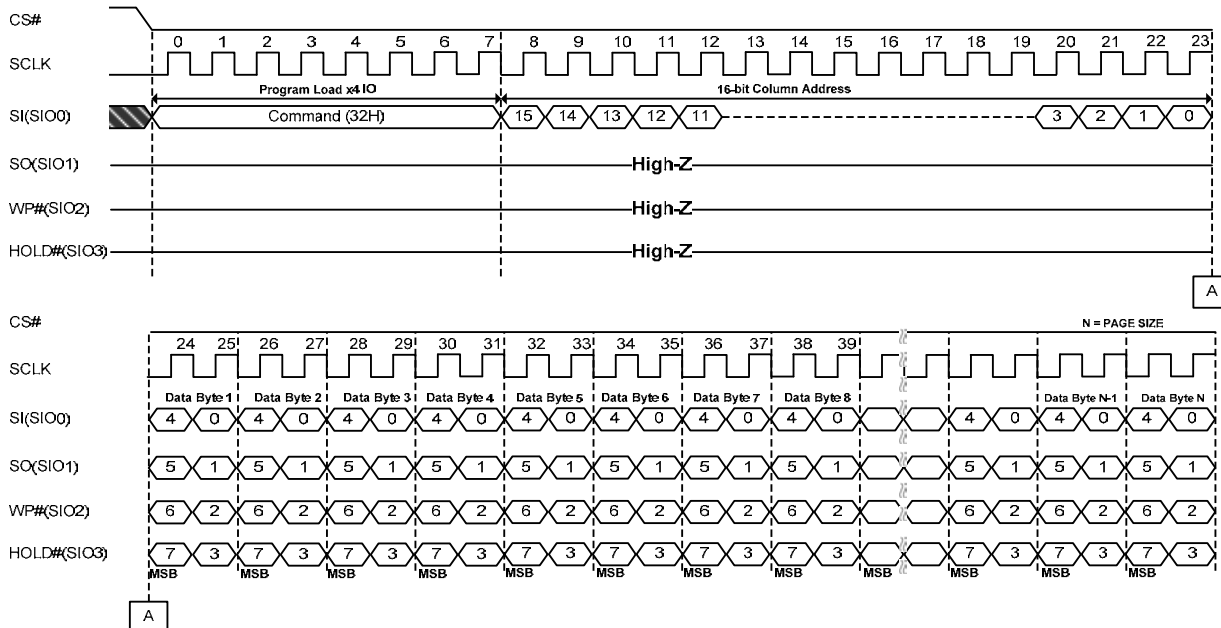 CS#
0 1 2 3 4 5 6 7 8 9 10 11 12 13 14 15 16 17 18 19 20 21 22 23
SCLK
Program Load x4 IO 16-bit Column Address
SI(SIO0) Command (32H) 15 14 13 12 11 3 2 1 0
SO(SIO1) High-Z
WP#(SIO2) High-Z
HOLD#(SIO3) High-Z
A
CS#
N = PAGE SIZE
24 25 26 27 28 29 30 31 32 33 34 35 36 37 38 39
SCLK
Data Byte 1 Data Byte 2 Data Byte 3 Data Byte 4 Data Byte 5 Data Byte 6 Data Byte 7 Data Byte 8 Data Byte N-1 Data Byte N
SI(SIO0) 4 0 4 0 4 0 4 0 4 0 4 0 4 0 4 0 4 0 4 0 4 0
SO(SIO1) 5 1 5 1 5 1 5 1 5 1 5 1 5 1 5 1 5 1 5 1 5 1
WP#(SIO2) 6 2 6 2 6 2 6 2 6 2 6 2 6 2 6 2 6 2 6 2 6 2
HOLD#(SIO3) 7 3 7 3 7 3 7 3 7 3 7 3 7 3 7 3 7 3 7 3 7 3
MSB MSB MSB MSB MSB MSB MSB MSB MSB MSB MSB MSB
A